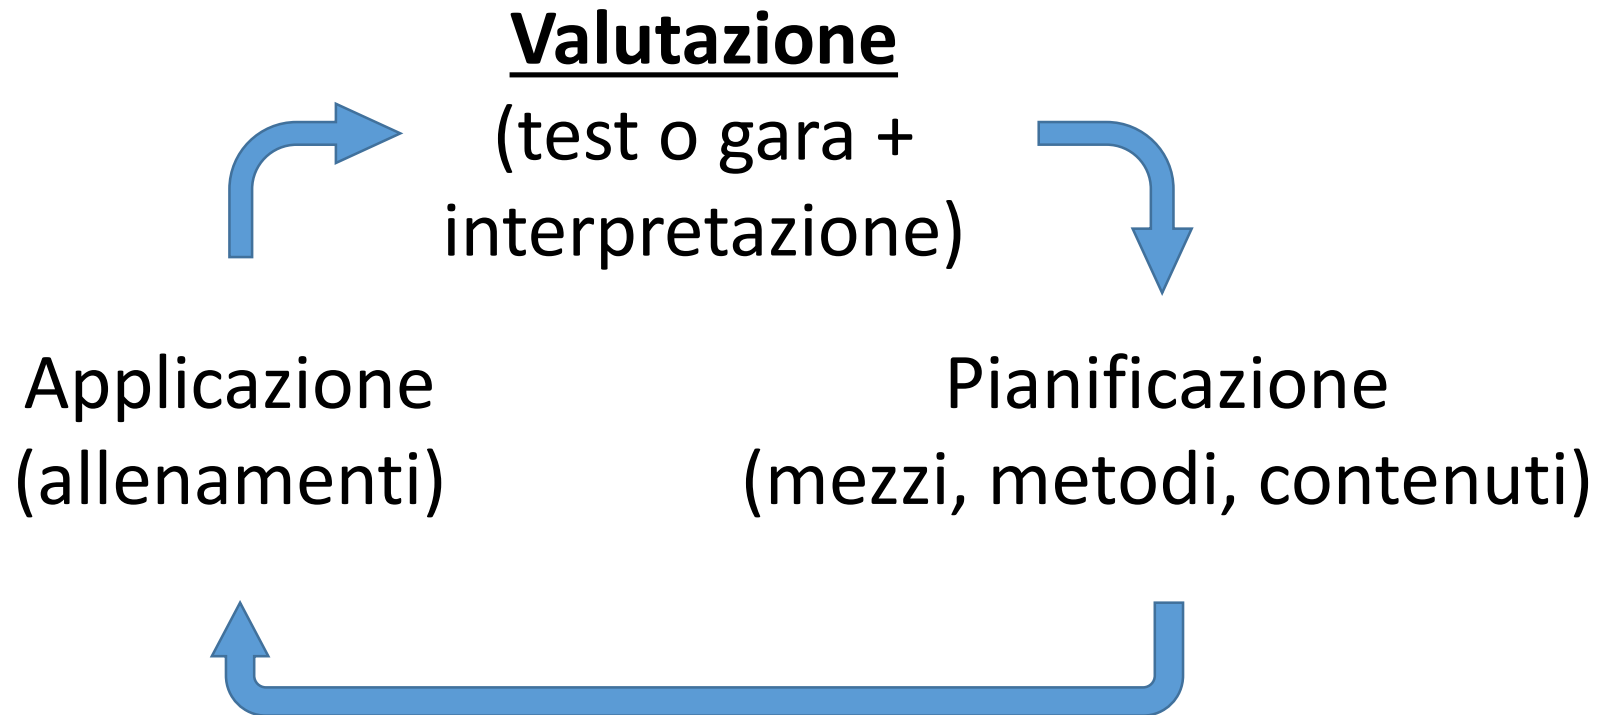 Valutazione
(test o gara +
interpretazione)
Applicazione
(allenamenti)
Pianificazione
(mezzi, metodi, contenuti)